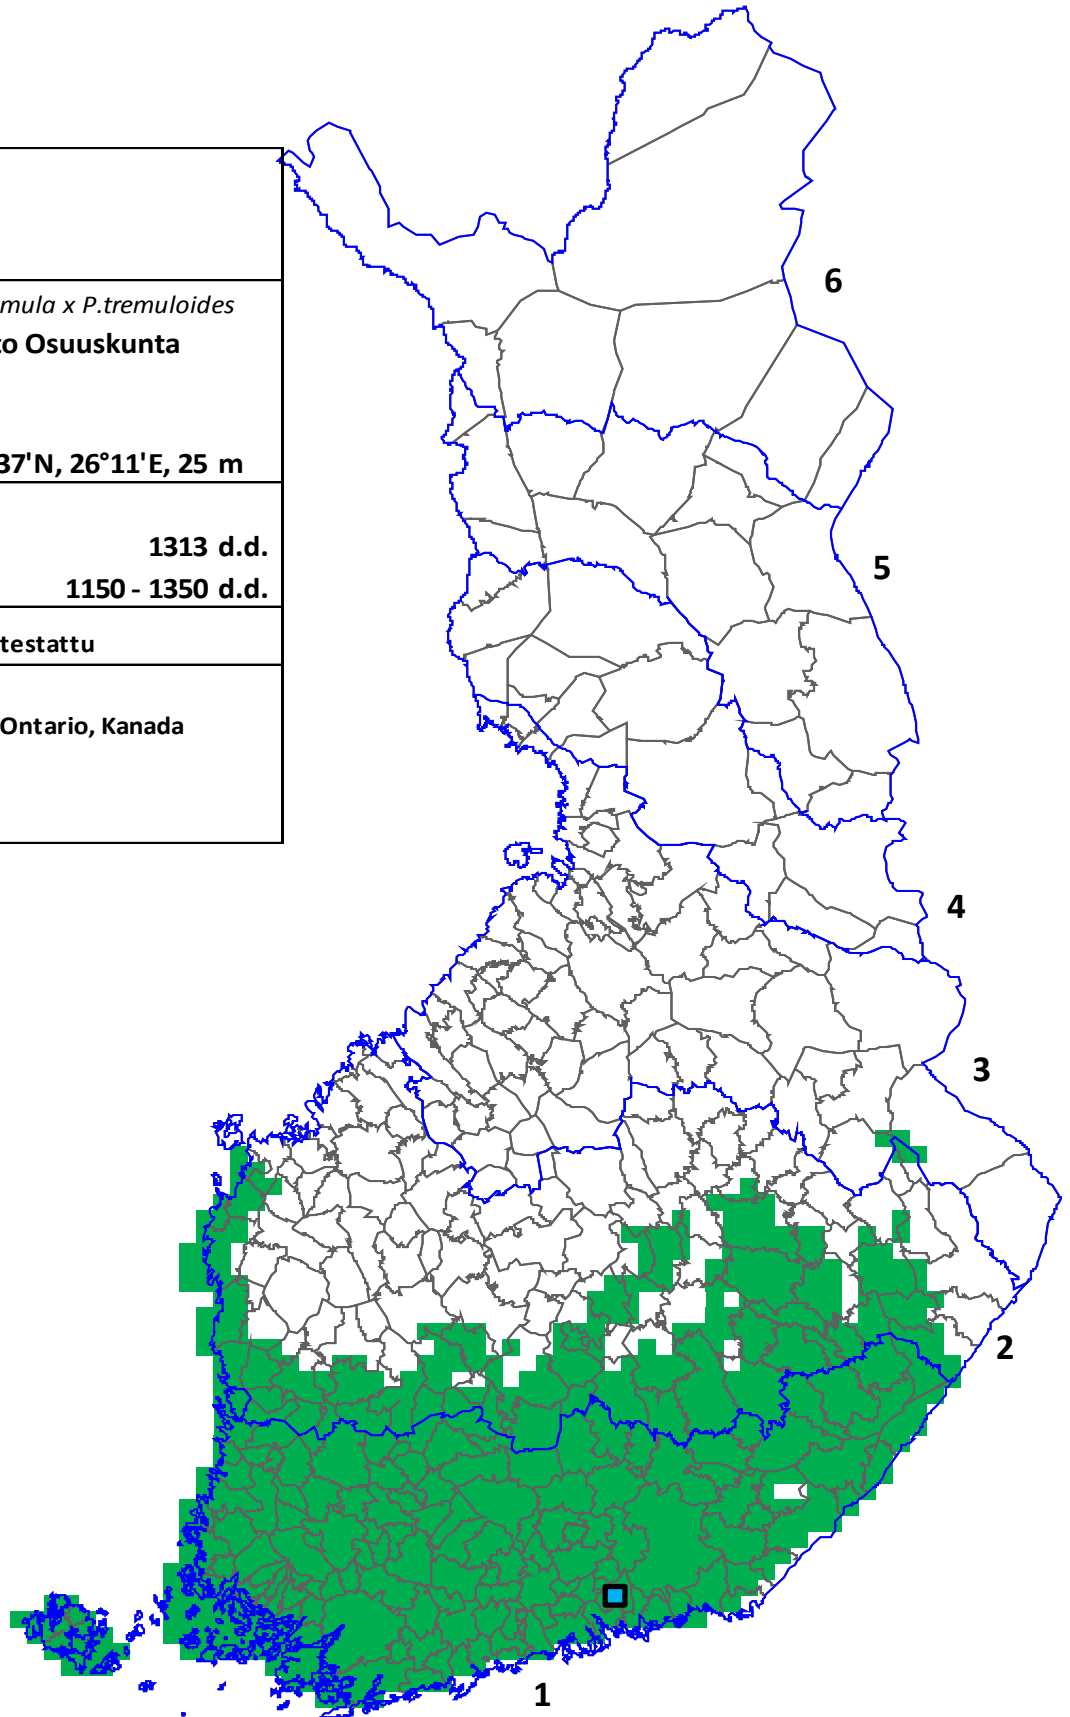 mula x P.tremuloides
to Osuuskunta
37'N, 26°11'E, 25 m
1313 d.d.
1150 - 1350 d.d.
testattu
Ontario, Kanada
6
5
4
3
2
1